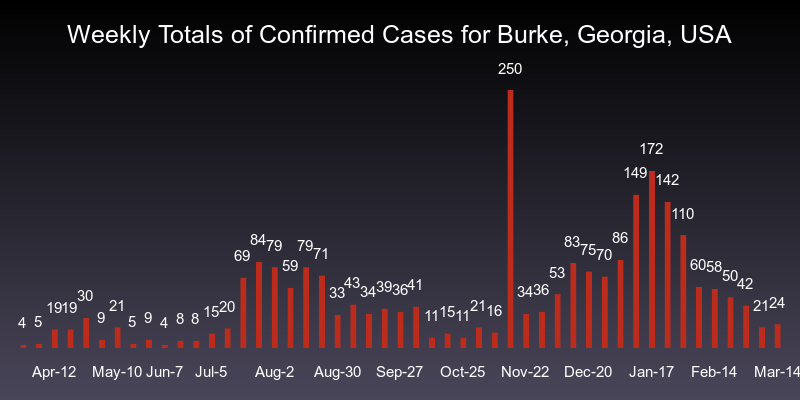 Weekly Totals of Confirmed Cases for Burke, Georgia, USA
4 5 19 19 30 9 21 5 9 4 8 8 15 20 69 84 79 59 79 71 33 43 34 39 36 41 11 15 11 21 16 250 34 36 53 83 75 70 86 149 172 142 110 60 58 50 42 21 24
Apr-12 May-10 Jun-7 Jul-5 Aug-2 Aug-30 Sep-27 Oct-25 Nov-22 Dec-20 Jan-17 Feb-14 Mar-14